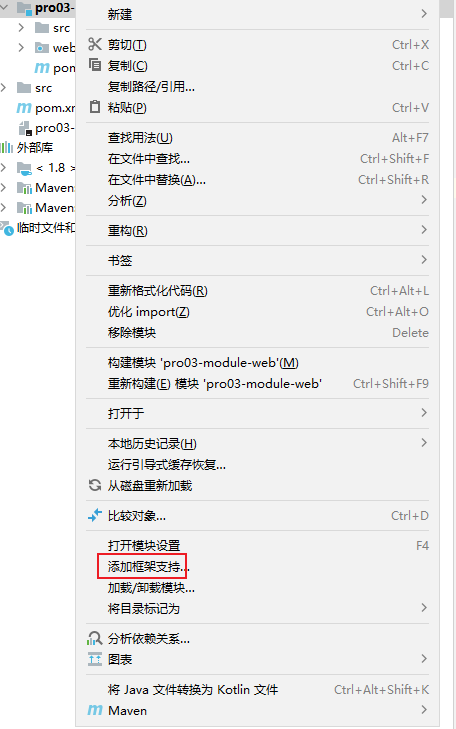 pro03-
src
web
pom
src
pom.xm
pro03-
外部库
< 1.8 >
Maven:
Maven:
临时文件和
新建
剪切(T) Ctrl+X
复制(C) Ctrl+C
复制路径/引用...
粘贴(P) Ctrl+V
查找用法(U) Alt+F7
在文件中查找... Ctrl+Shift+F
在文件中替换(A)... Ctrl+Shift+R
分析(Z)
重构(R)
书签
重新格式化代码(R) Ctrl+Alt+L
优化 import(Z) Ctrl+Alt+O
移除模块 Delete
构建模块 'pro03-module-web'(M)
重新构建(E) 模块 'pro03-module-web' Ctrl+Shift+F9
打开于
本地历史记录(H)
运行引导式缓存恢复...
从磁盘重新加载
比较对象... Ctrl+D
打开模块设置 F4
添加框架支持...
加载/卸载模块...
将目录标记为
分析依赖关系...
图表
将 Java 文件转换为 Kotlin 文件 Ctrl+Alt+Shift+K
Maven